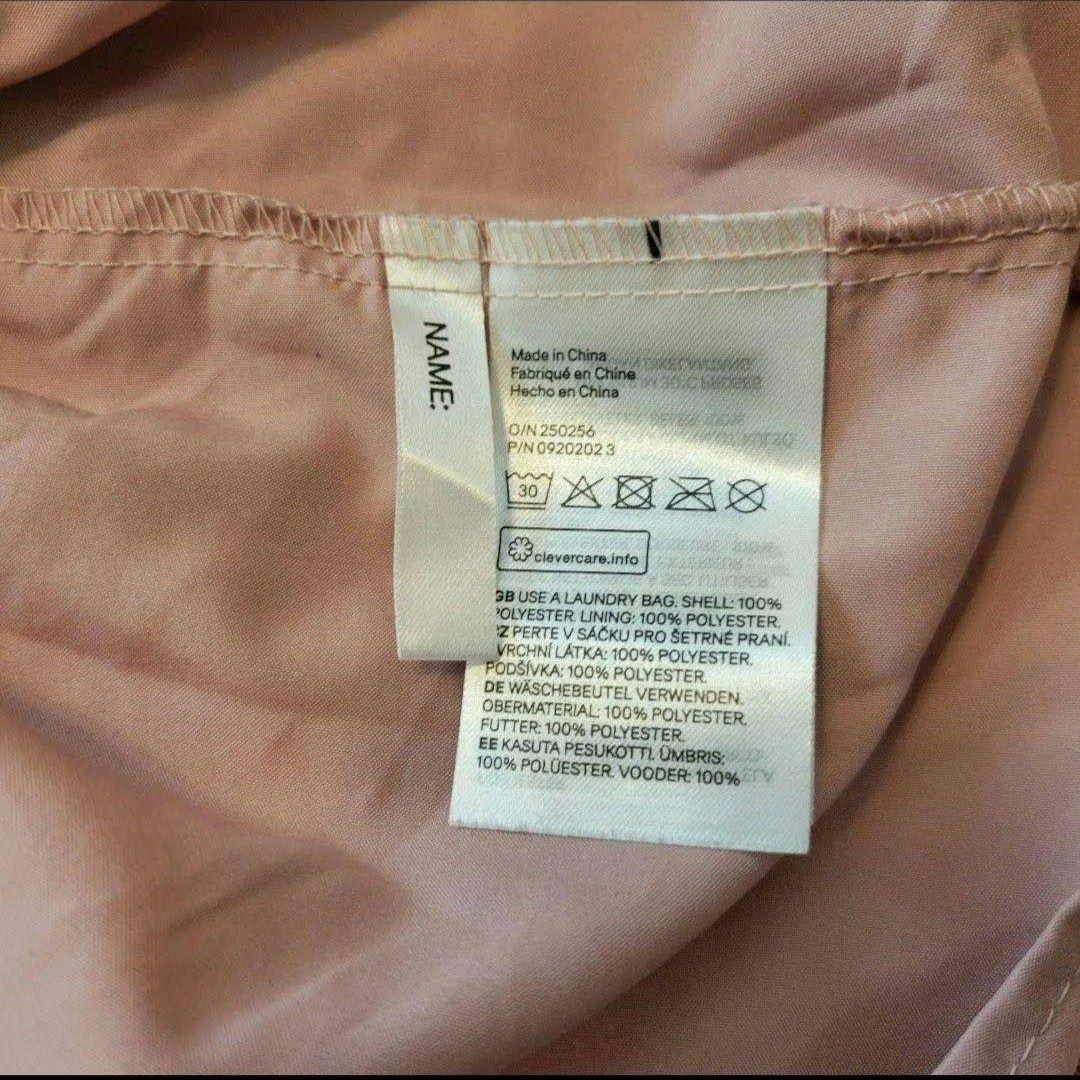 NAME:
Made in China
Fabriqué en Chine
Hecho en China
O/N 250256
P/N 0920202 3
30
clevercare.info
GB USE A LAUNDRY BAG. SHELL: 100%
POLYESTER. LINING: 100% POLYESTER.
CZ PERTE V SÁČKU PRO ŠETRNÉ PRANÍ.
VRCHNÍ LÁTKA: 100% POLYESTER.
PODŠÍVKA: 100% POLYESTER.
DE WÄSCHEBEUTEL VERWENDEN.
OBERMATERIAL: 100% POLYESTER.
FUTTER: 100% POLYESTER.
EE KASUTA PESUKOTTI. ÜMBRIS:
100% POLÜESTER. VOODER: 100%